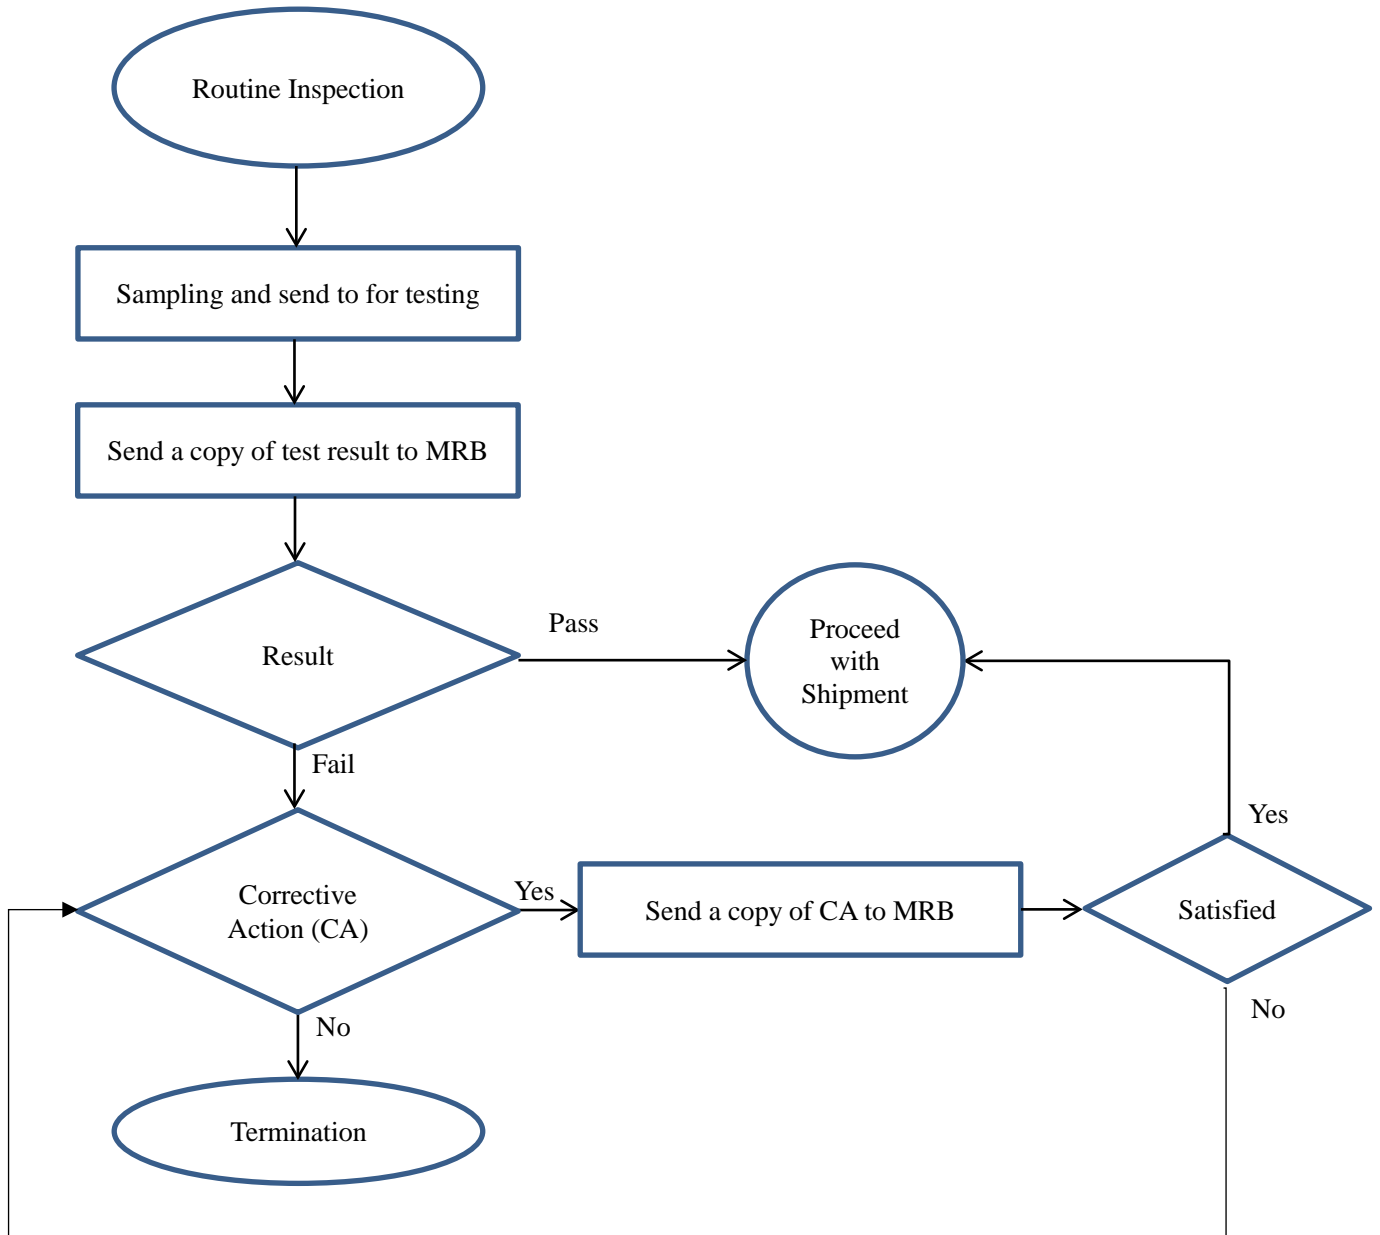 Routine Inspection
Sampling and send to for testing
Send a copy of test result to MRB
Result
Pass
Proceed
with
Shipment
Fail
Corrective
Action (CA)
Yes
Send a copy of CA to MRB
Satisfied
Yes
No
No
Termination